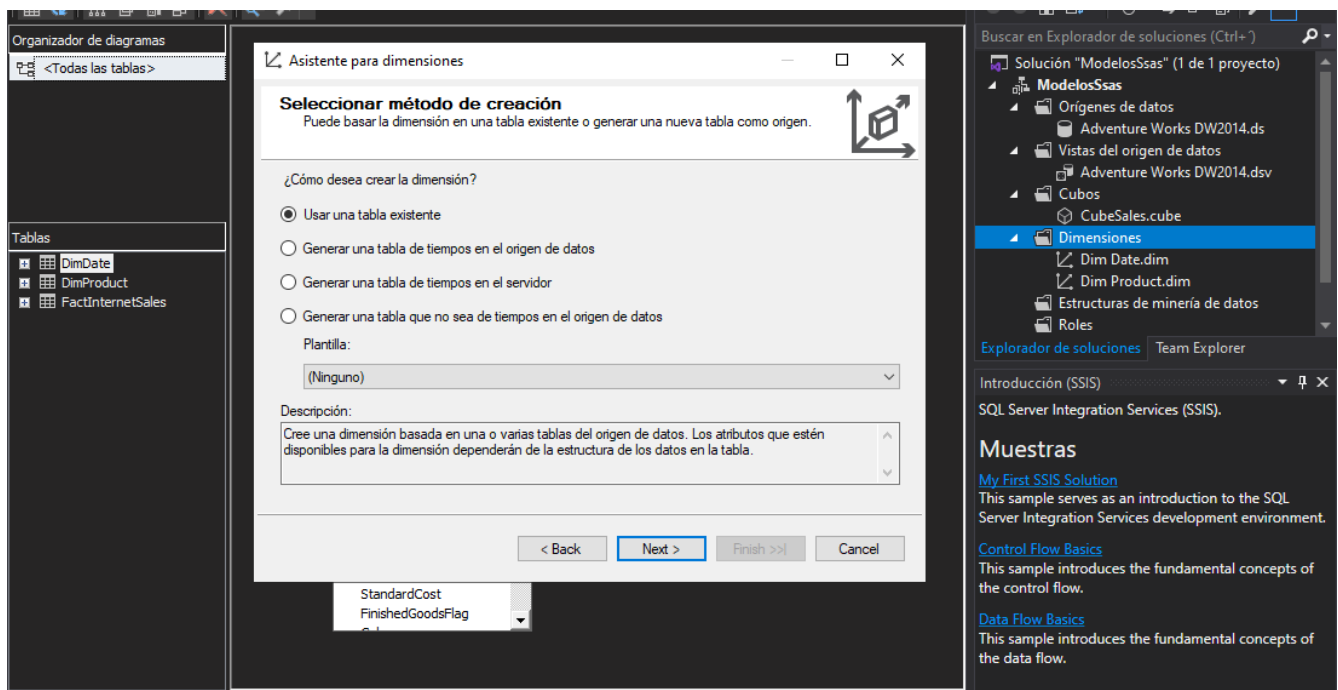 Organizador de diagramas
<Todas las tablas>
Tablas
DimDate
DimProduct
FactInternetSales
Asistente para dimensiones
Seleccionar método de creación
Puede basar la dimensión en una tabla existente o generar una nueva tabla como origen.
¿Cómo desea crear la dimensión?
Usar una tabla existente
Generar una tabla de tiempos en el origen de datos
Generar una tabla de tiempos en el servidor
Generar una tabla que no sea de tiempos en el origen de datos
Plantilla:
(Ninguno)
Descripción:
Cree una dimensión basada en una o varias tablas del origen de datos. Los atributos que estén
disponibles para la dimensión dependerán de la estructura de los datos en la tabla.
< Back
Next >
Finish >>|
Cancel
StandardCost
FinishedGoodsFlag
Buscar en Explorador de soluciones (Ctrl+´)
Solución "ModelosSsas" (1 de 1 proyecto)
ModelosSsas
Orígenes de datos
Adventure Works DW2014.ds
Vistas del origen de datos
Adventure Works DW2014.dsv
Cubos
CubeSales.cube
Dimensiones
Dim Date.dim
Dim Product.dim
Estructuras de minería de datos
Roles
Explorador de soluciones Team Explorer
Introducción (SSIS)
SQL Server Integration Services (SSIS).
Muestras
My First SSIS Solution
This sample serves as an introduction to the SQL
Server Integration Services development environment.
Control Flow Basics
This sample introduces the fundamental concepts of
the control flow.
Data Flow Basics
This sample introduces the fundamental concepts of
the data flow.